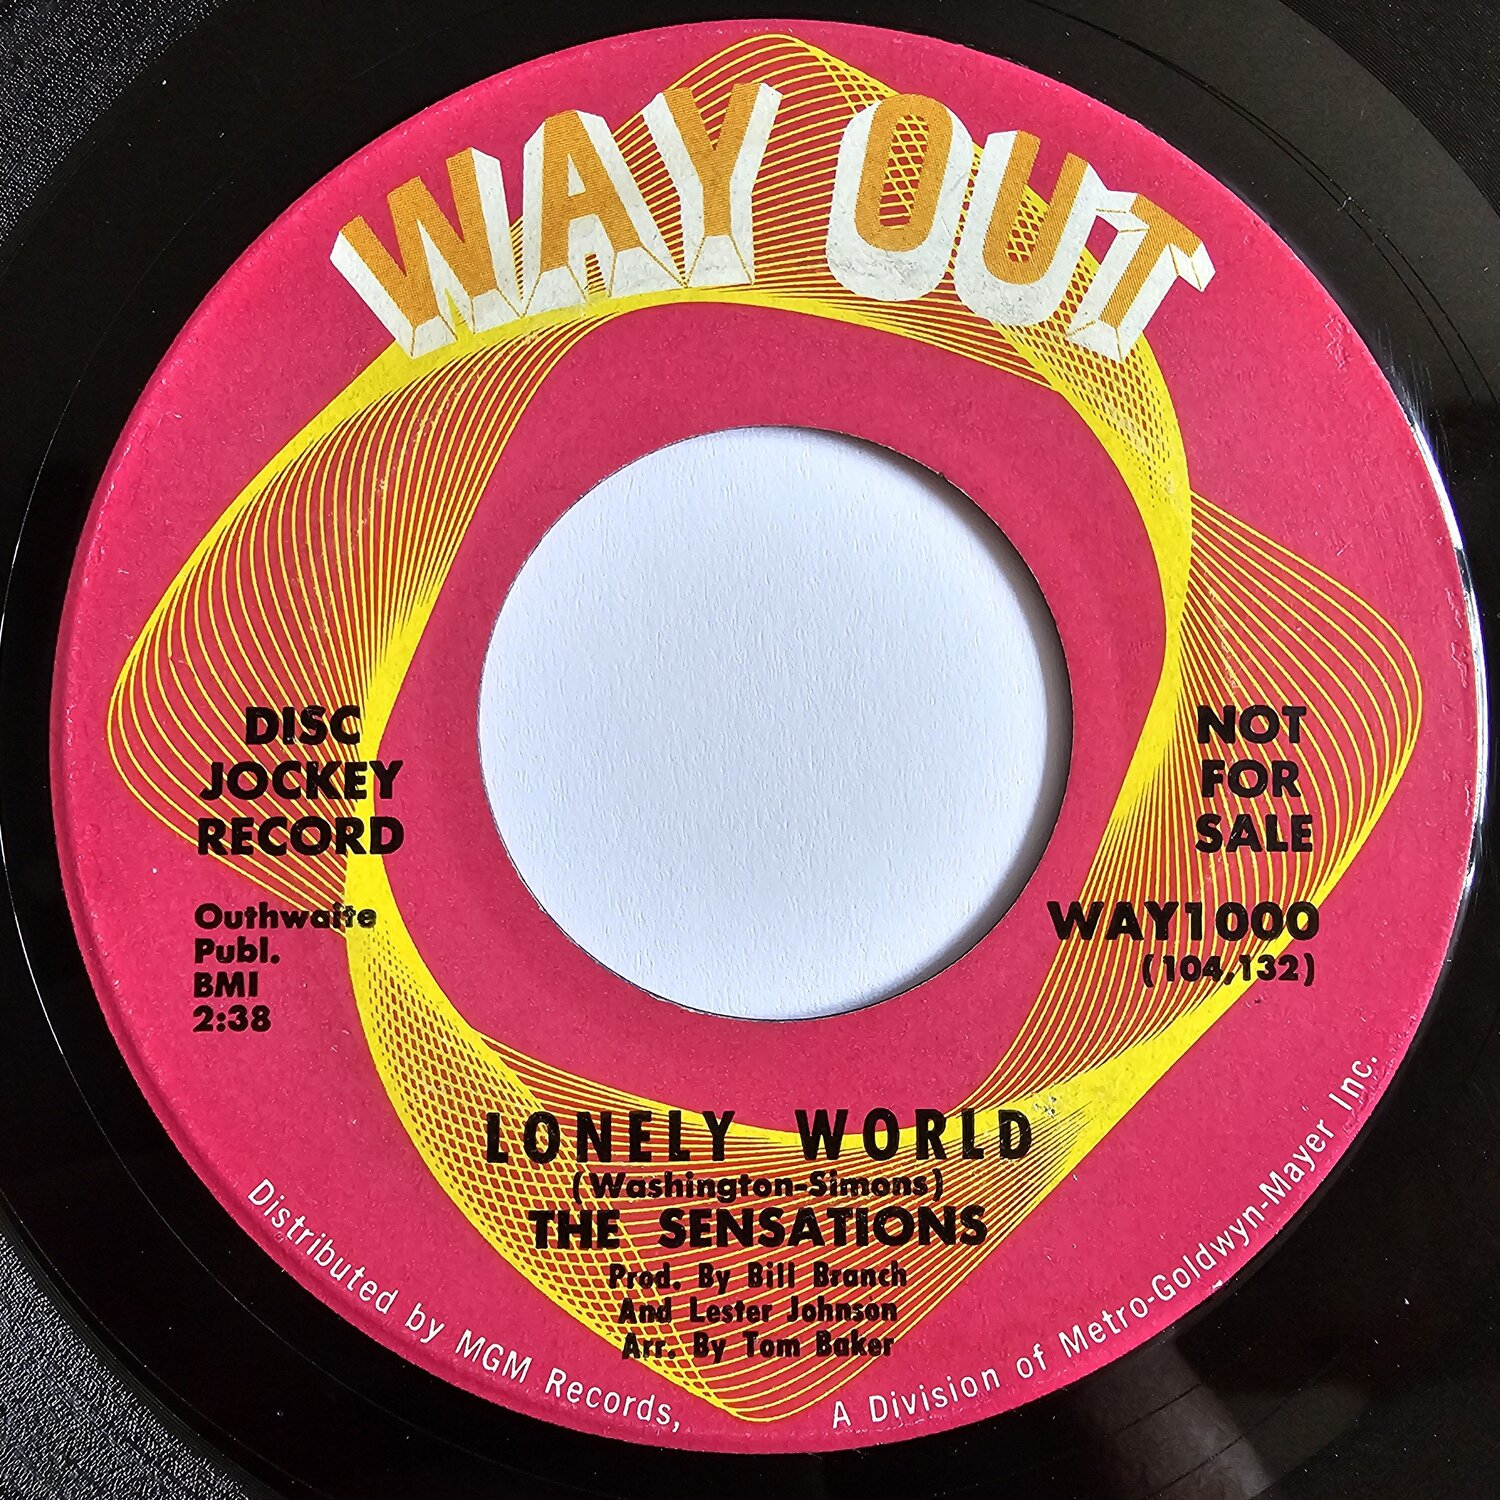 WAY OUT
DISC
JOCKEY
RECORD
Outhwaite
Publ.
BMI
2:38
NOT
FOR
SALE
WAY1000
(104,132)
LONELY WORLD
(Washington-Simons)
THE SENSATIONS
Prod. By Bill Branch
And Lester Johnson
Arr. By Tom Baker
Distributed by MGM Records, A Division of Metro-Goldwyn-Mayer Inc.